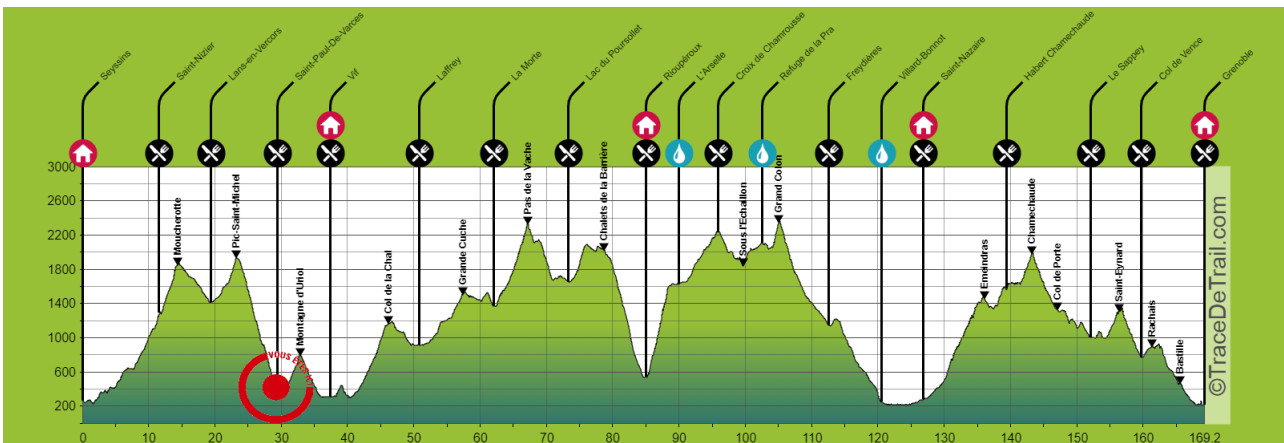 Seyssins
Saint-Nizier
Lans-en-Vercors
Saint-Paul-De-Varces
Vif
Laffrey
La Morte
Lac du Poursollet
Rioupéroux
L'Arselle
Croix de Chamrousse
Refuge de la Pra
Freydières
Villard-Bonnot
Saint-Nazaire
Habert Chamechaude
Le Sappey
Col de Vence
Grenoble
3000
2600
2200
1800
1400
1000
600
200
Moucherotte
Pic-Saint-Michel
Montagne d'Uriol
Col de la Chal
Grande Cuche
Pas de la Vache
Chalets de la Barrière
Sous l'Echaillon
Grand Colon
Emeindras
Chamechaude
Col de Porte
Saint-Eynard
Rachais
Bastille
VOUS ÊTES ICI
©TraceDeTrail.com
0 10 20 30 40 50 60 70 80 90 100 110 120 130 140 150 160 169.2